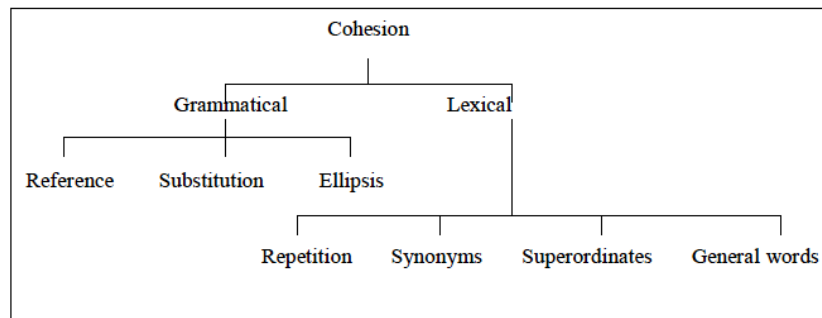 Cohesion
Grammatical Lexical
Reference Substitution Ellipsis
Repetition Synonyms Superordinates General words